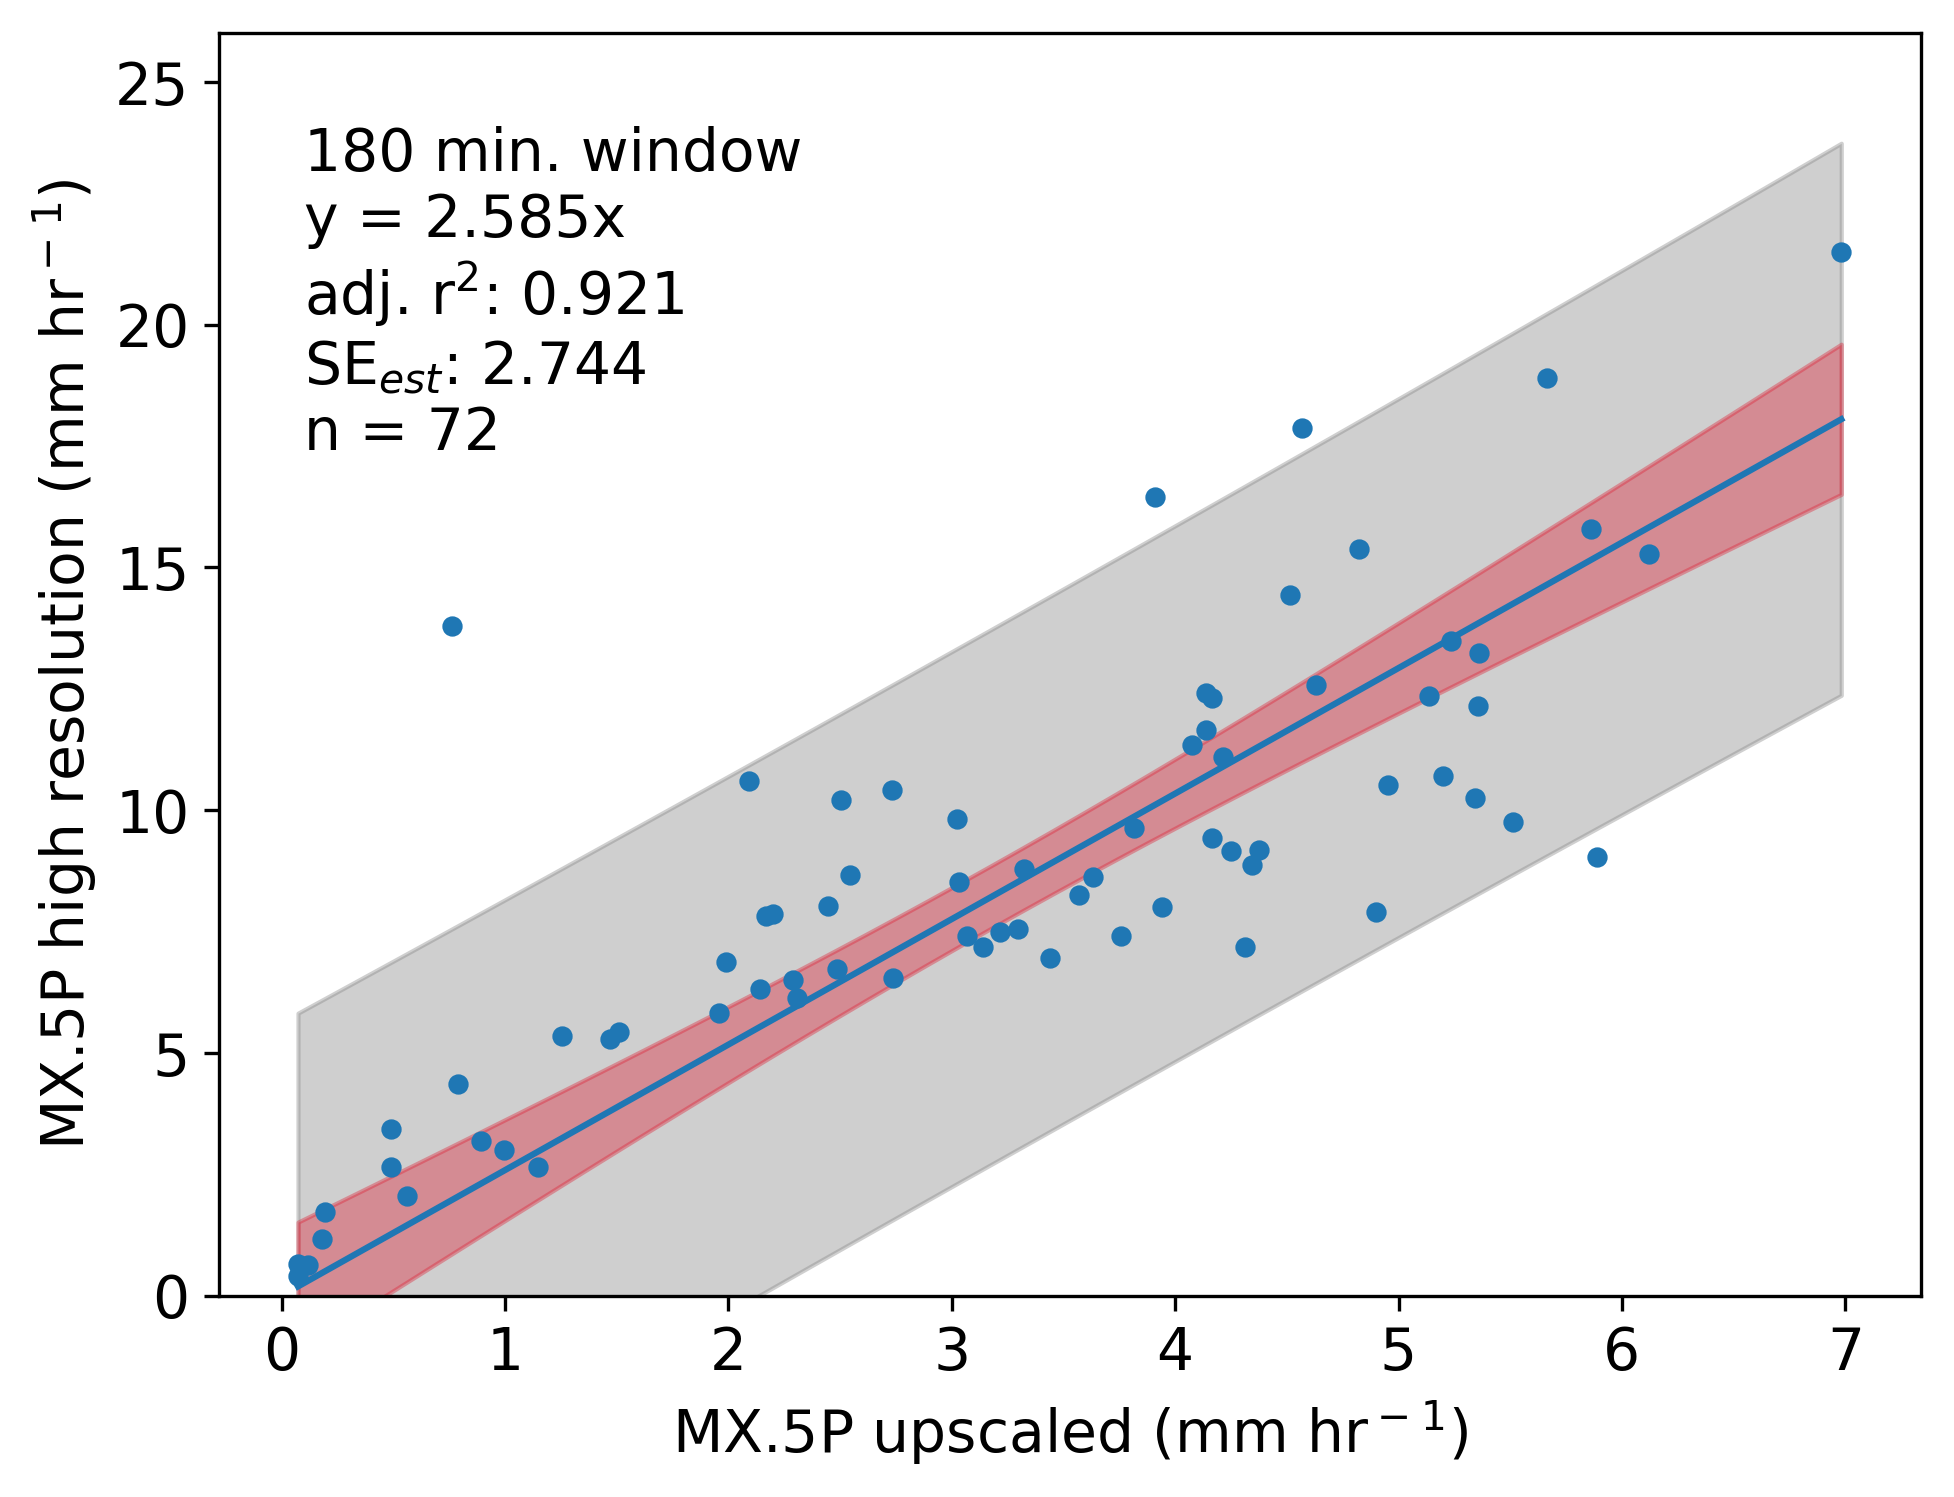 180 min. window
y = 2.585x
adj. r²: 0.921
SEₑₛₜ: 2.744
n = 72
MX.5P high resolution (mm hr⁻¹)
25
20
15
10
5
0
0 1 2 3 4 5 6 7
MX.5P upscaled (mm hr⁻¹)